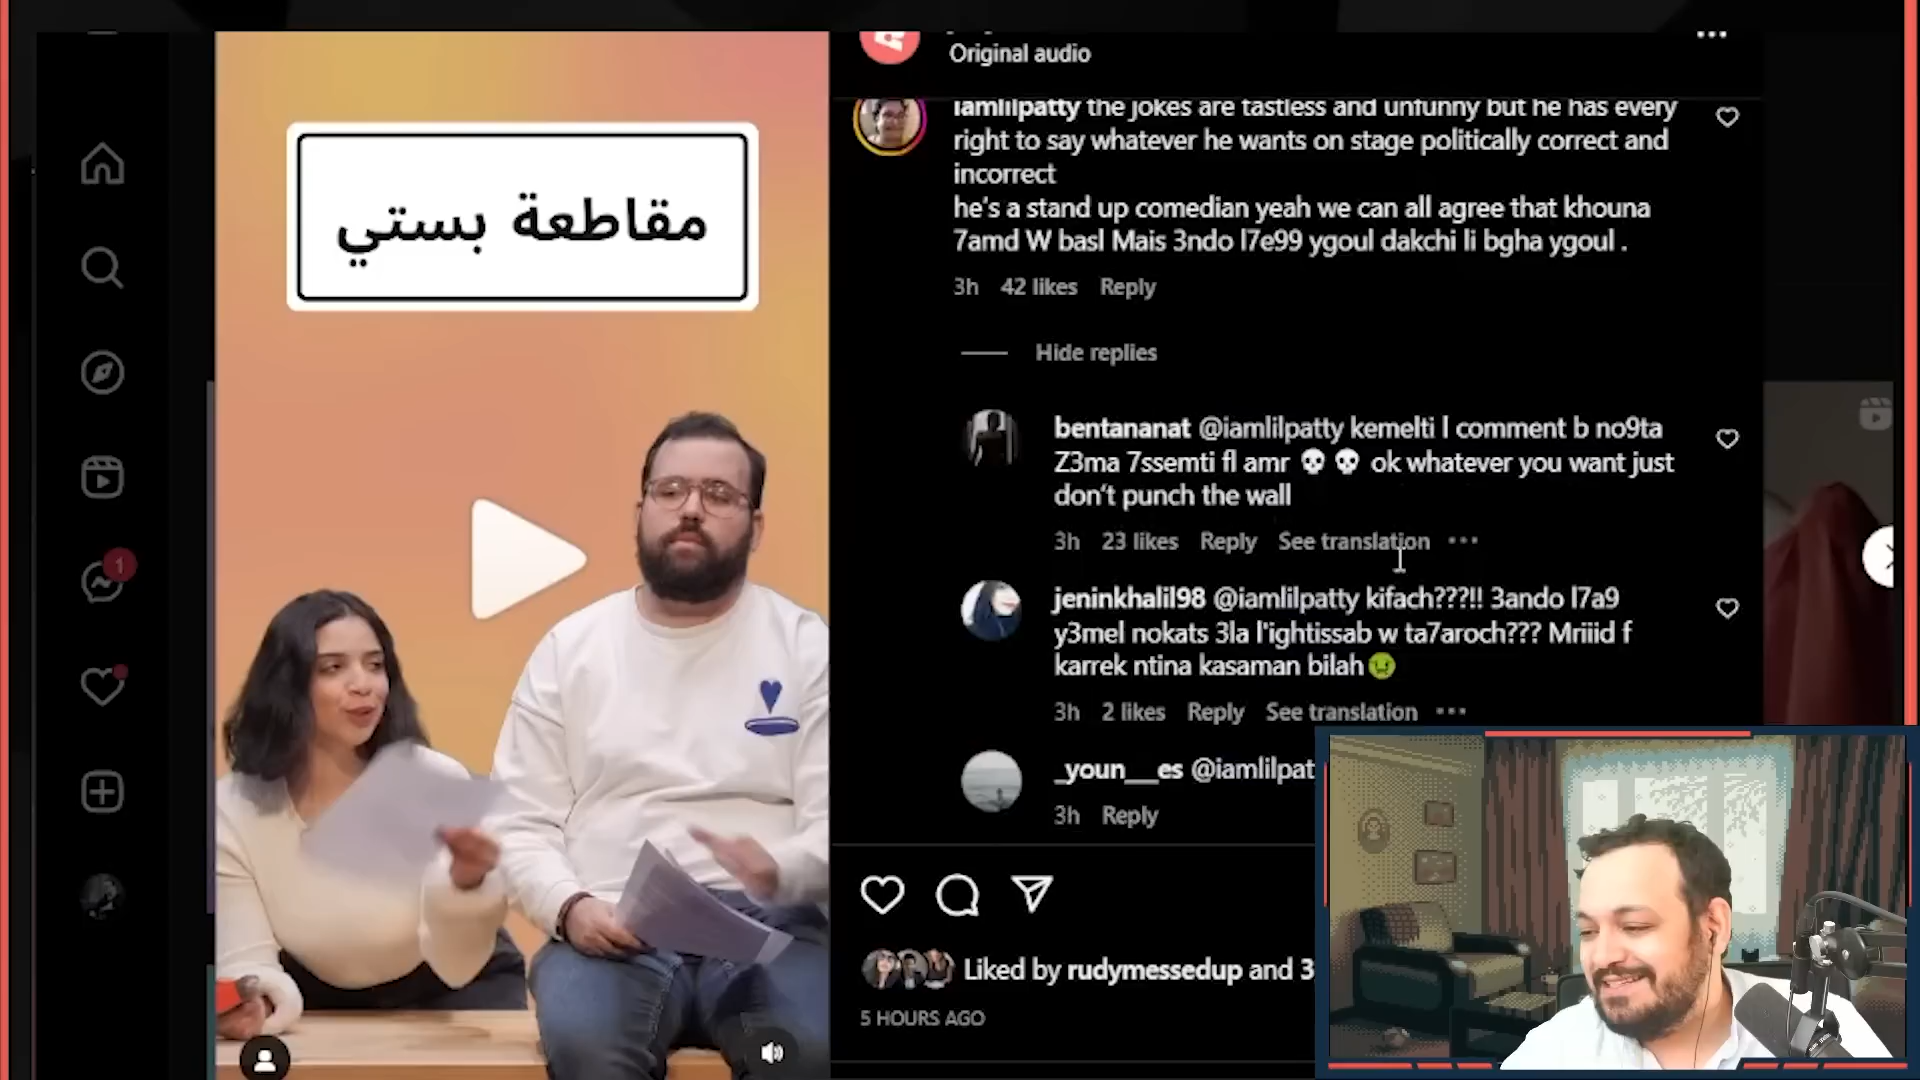 مقاطعة بستي
Original audio
iamlilpatty the jokes are tastless and unfunny but he has every
right to say whatever he wants on stage politically correct and
incorrect
he's a stand up comedian yeah we can all agree that khouna
7amd W basl Mais 3ndo l7e99 ygoul dakchi li bgha ygoul .
3h 42 likes Reply
Hide replies
bentananat @iamlilpatty kemelti l comment b no9ta
Z3ma 7ssemti fl amr 💀💀 ok whatever you want just
don't punch the wall
3h 23 likes Reply See translation
jeninkhalil98 @iamlilpatty kifach???!! 3ando l7a9
y3mel nokats 3la l'ightissab w ta7aroch??? Mriiid f
karrek ntina kasaman bilah🤢
3h 2 likes Reply See translation
_youn__es @iamlilpat
3h Reply
Liked by rudymessedup and 3
5 HOURS AGO
1